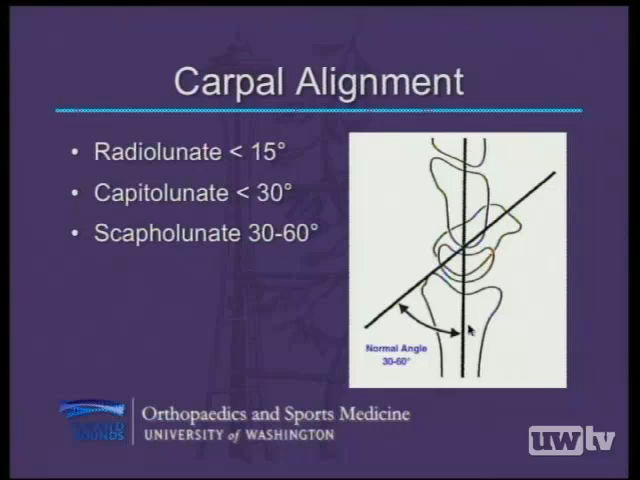 Carpal Alignment
• Radiolunate < 15°
• Capitolunate < 30°
• Scapholunate 30-60°
Normal Angle
30-60°
Orthopaedics and Sports Medicine
UNIVERSITY of WASHINGTON
uwtv